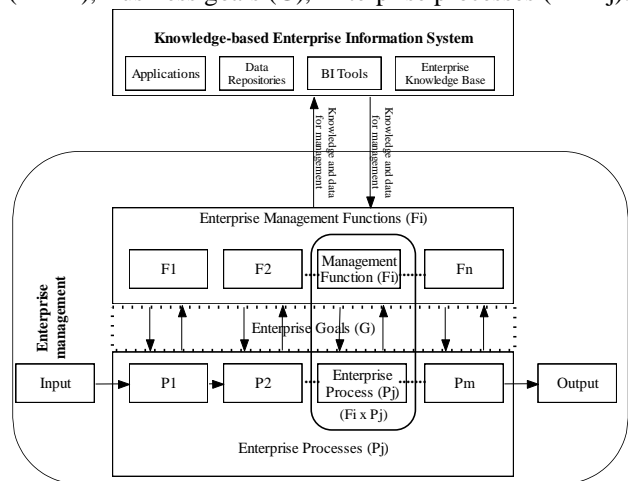 Knowledge-based Enterprise Information System
Applications
Data
Repositories
BI Tools
Enterprise
Knowledge Base
Knowledge and data
for management
Knowledge and data
for management
Enterprise Management Functions (Fi)
F1
F2
Management
Function (Fi)
Fn
Enterprise
management
Enterprise Goals (G)
Input
P1
P2
Enterprise
Process (Pj)
Pm
Output
(Fi x Pj)
Enterprise Processes (Pj)